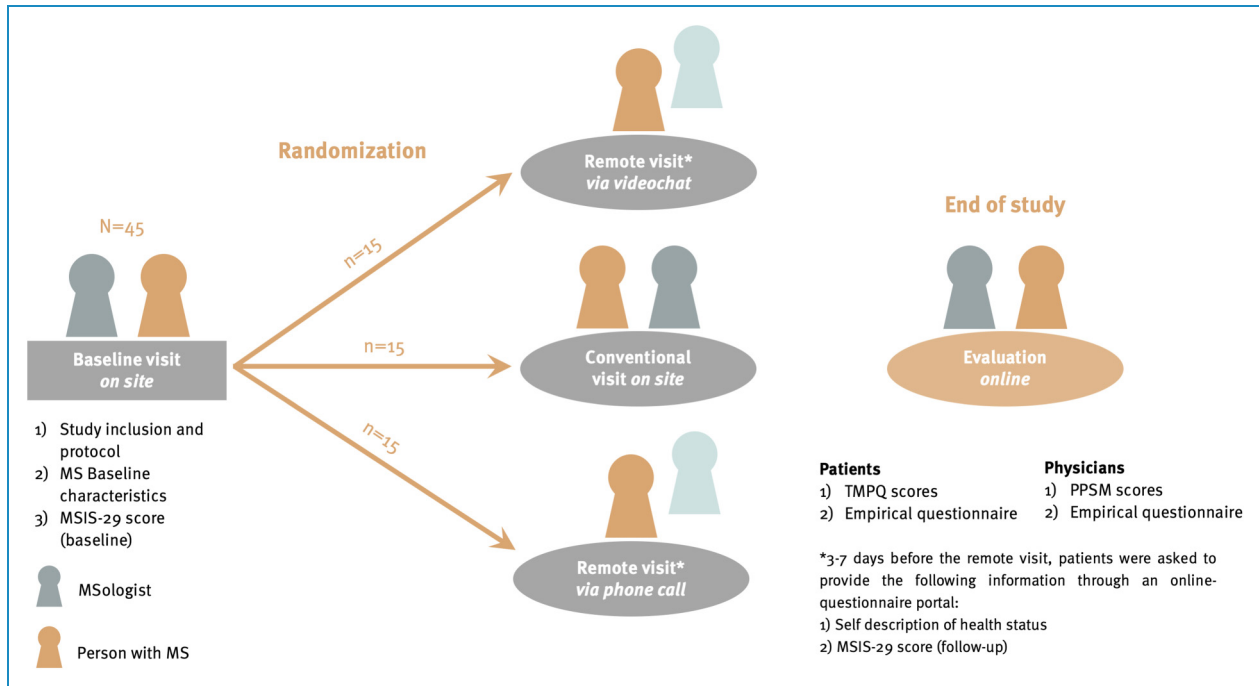 N=45
Baseline visit
on site
1) Study inclusion and
protocol
2) MS Baseline
characteristics
3) MSIS-29 score
(baseline)
MSologist
Person with MS
Randomization
n=15
n=15
n=15
Remote visit*
via videochat
Conventional
visit on site
Remote visit*
via phone call
End of study
Evaluation
online
Patients
1) TMPQ scores
2) Empirical questionnaire
Physicians
1) PPSM scores
2) Empirical questionnaire
*3-7 days before the remote visit, patients were asked to
provide the following information through an online-
questionnaire portal:
1) Self description of health status
2) MSIS-29 score (follow-up)